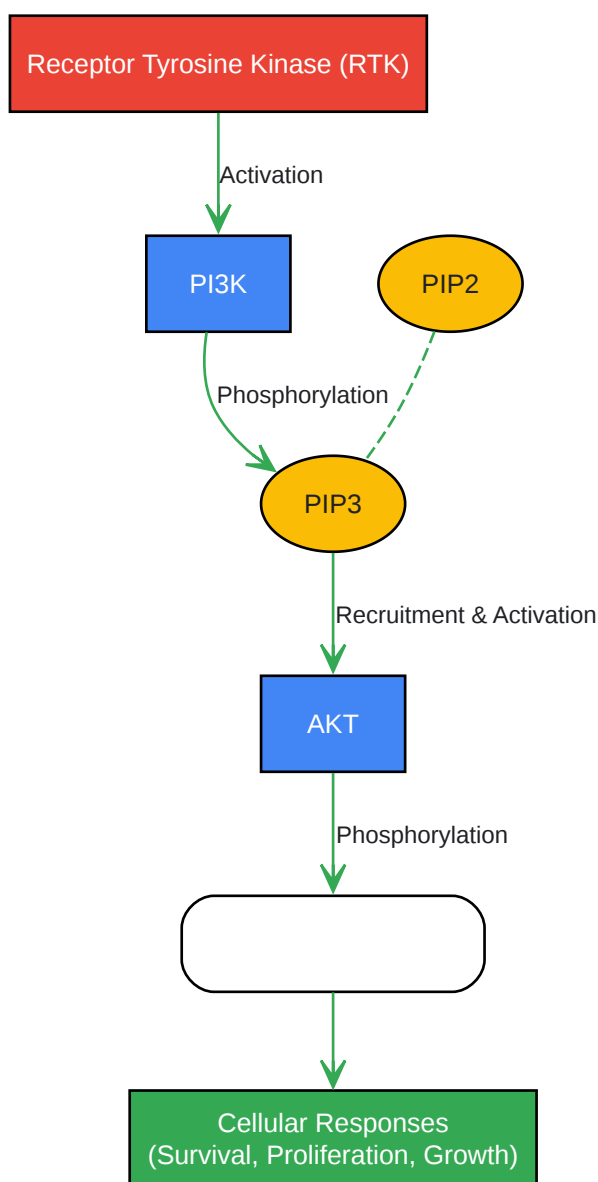 Receptor Tyrosine Kinase (RTK)
Activation
PI3K
PIP2
Phosphorylation
PIP3
Recruitment & Activation
AKT
Phosphorylation
Cellular Responses
(Survival, Proliferation, Growth)